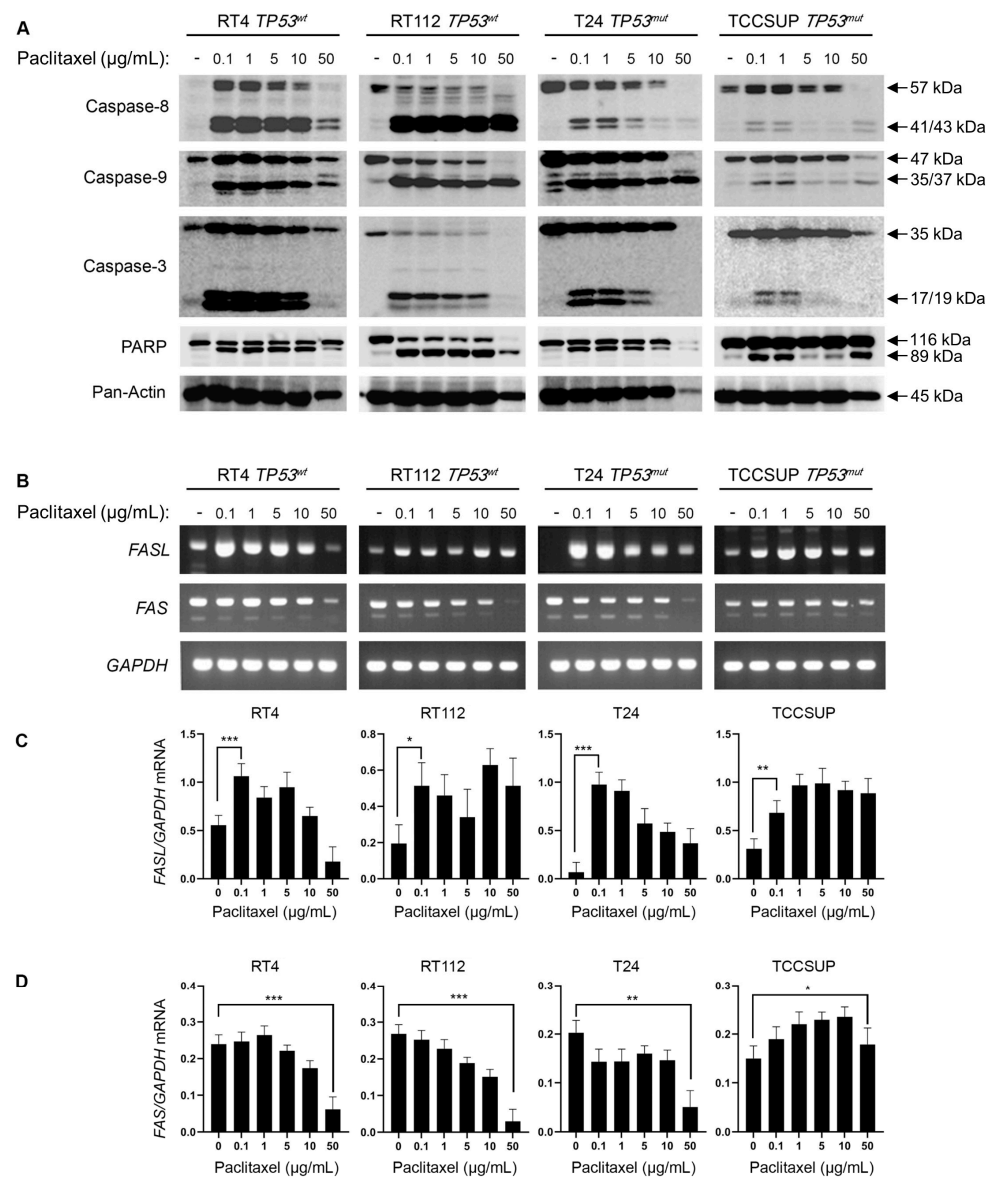 A
RT4 TP53wt RT112 TP53wt T24 TP53mut TCCSUP TP53mut
Paclitaxel (µg/mL): - 0.1 1 5 10 50 - 0.1 1 5 10 50 - 0.1 1 5 10 50 - 0.1 1 5 10 50
Caspase-8
57 kDa
41/43 kDa
Caspase-9
47 kDa
35/37 kDa
Caspase-3
35 kDa
17/19 kDa
PARP
116 kDa
89 kDa
Pan-Actin
45 kDa
B
RT4 TP53wt RT112 TP53wt T24 TP53mut TCCSUP TP53mut
Paclitaxel (µg/mL): - 0.1 1 5 10 50 - 0.1 1 5 10 50 - 0.1 1 5 10 50 - 0.1 1 5 10 50
FASL
FAS
GAPDH
C
RT4
FASL/GAPDH mRNA
1.5
1.0
0.5
0.0
***
0 0.1 1 5 10 50
Paclitaxel (µg/mL)
RT112
0.8
0.6
0.4
0.2
0.0
*
0 0.1 1 5 10 50
Paclitaxel (µg/mL)
T24
1.5
1.0
0.5
0.0
***
0 0.1 1 5 10 50
Paclitaxel (µg/mL)
TCCSUP
1.5
1.0
0.5
0.0
**
0 0.1 1 5 10 50
Paclitaxel (µg/mL)
D
RT4
FAS/GAPDH mRNA
0.4
0.3
0.2
0.1
0.0
***
0 0.1 1 5 10 50
Paclitaxel (µg/mL)
RT112
0.4
0.3
0.2
0.1
0.0
***
0 0.1 1 5 10 50
Paclitaxel (µg/mL)
T24
0.3
0.2
0.1
0.0
**
0 0.1 1 5 10 50
Paclitaxel (µg/mL)
TCCSUP
0.3
0.2
0.1
0.0
*
0 0.1 1 5 10 50
Paclitaxel (µg/mL)